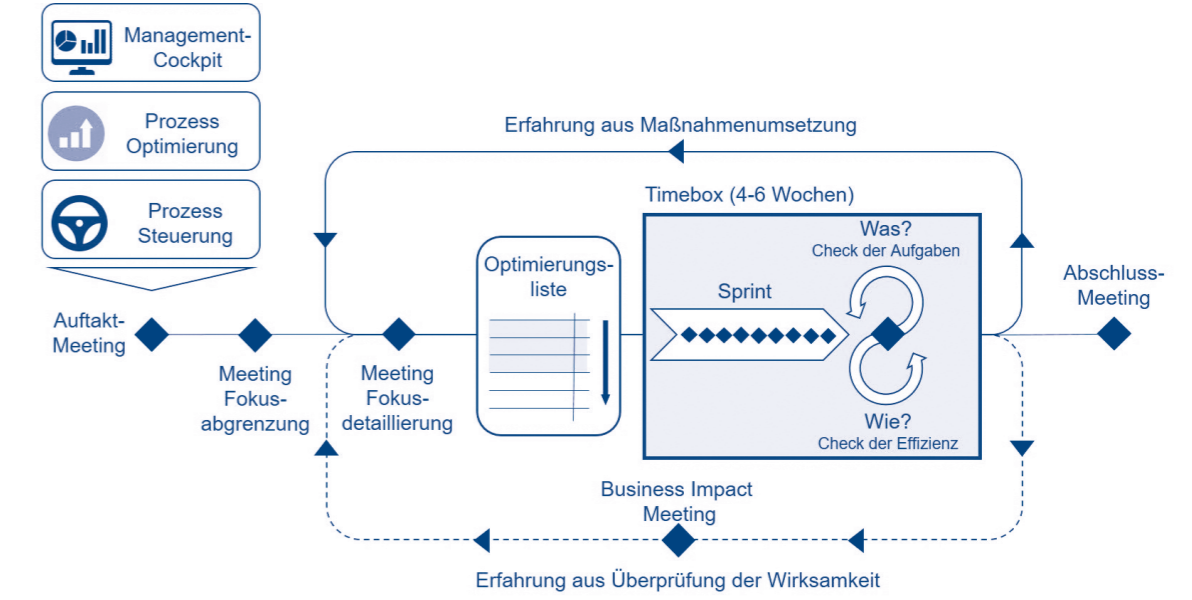 Management-
Cockpit
Prozess
Optimierung
Prozess
Steuerung
Erfahrung aus Maßnahmenumsetzung
Timebox (4-6 Wochen)
Was?
Check der Aufgaben
Optimierungs-
liste
Sprint
Abschluss-
Meeting
Auftakt-
Meeting
Meeting
Fokus-
abgrenzung
Meeting
Fokus-
detaillierung
Wie?
Check der Effizienz
Business Impact
Meeting
Erfahrung aus Überprüfung der Wirksamkeit